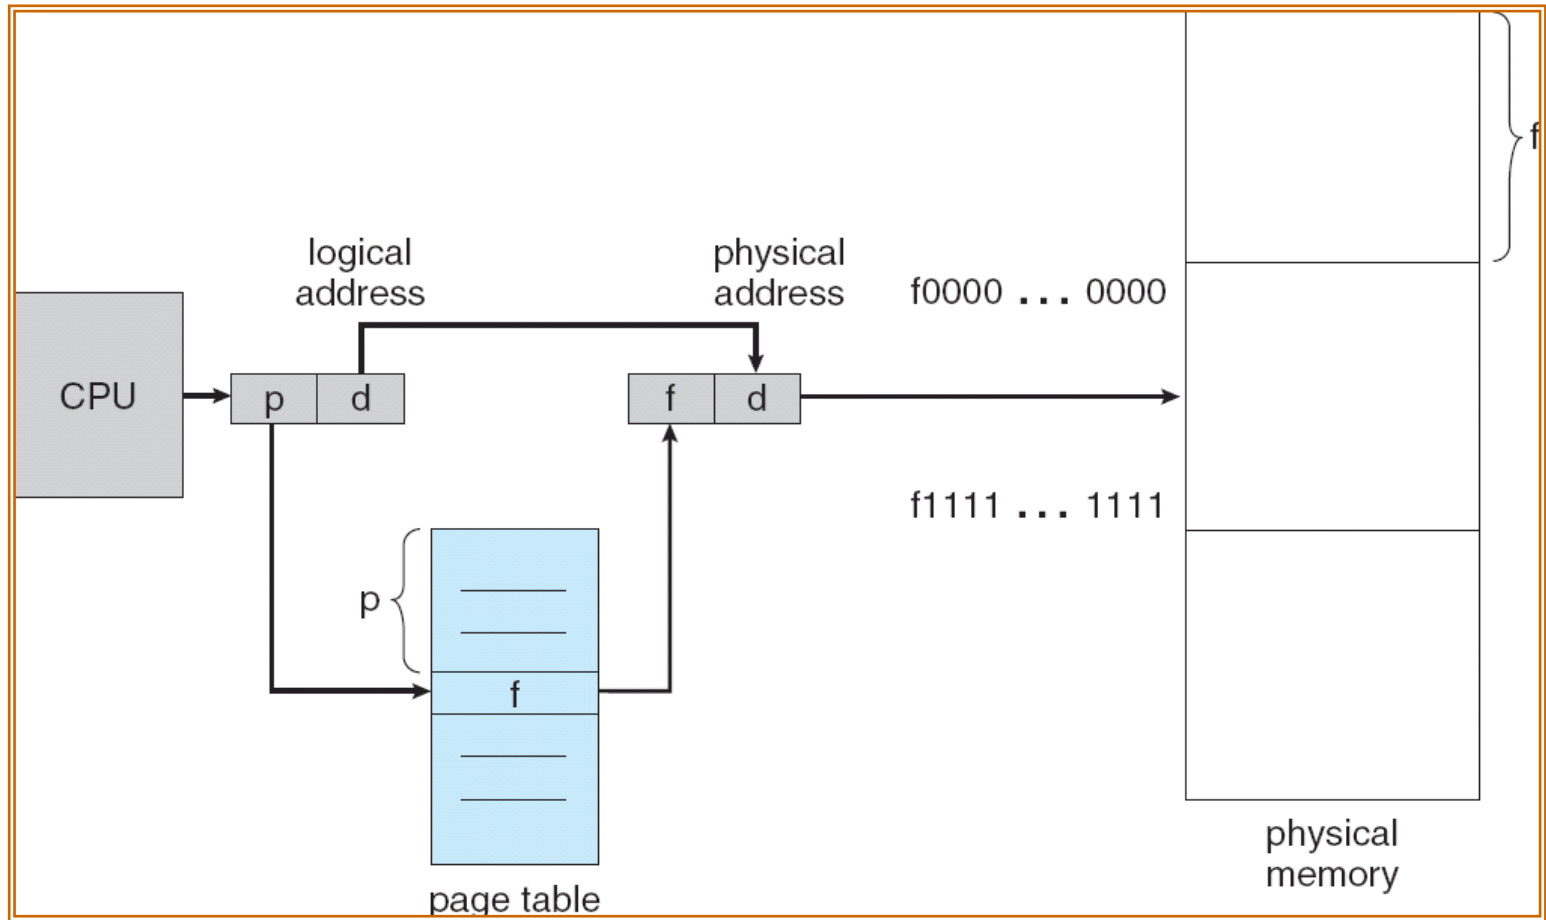 f
logical
address
physical
address
f0000 ... 0000
CPU
p d
f d
f1111 ... 1111
p
f
physical
memory
page table